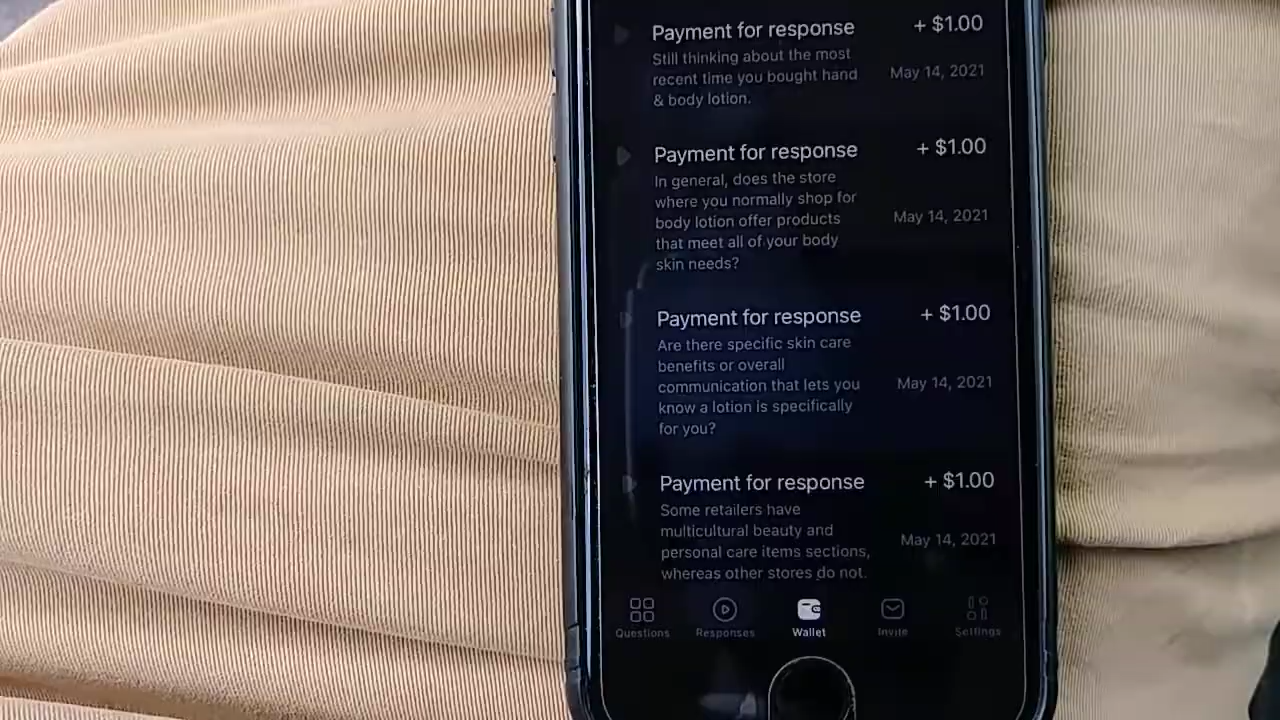 Payment for response
+ $1.00
Still thinking about the most
recent time you bought hand
& body lotion.
May 14, 2021
Payment for response
+ $1.00
In general, does the store
where you normally shop for
body lotion offer products
that meet all of your body
skin needs?
May 14, 2021
Payment for response
+ $1.00
Are there specific skin care
benefits or overall
communication that lets you
know a lotion is specifically
for you?
May 14, 2021
Payment for response
+ $1.00
Some retailers have
multicultural beauty and
personal care items sections,
whereas other stores do not.
May 14, 2021
Questions
Responses
Wallet
Invite
Settings